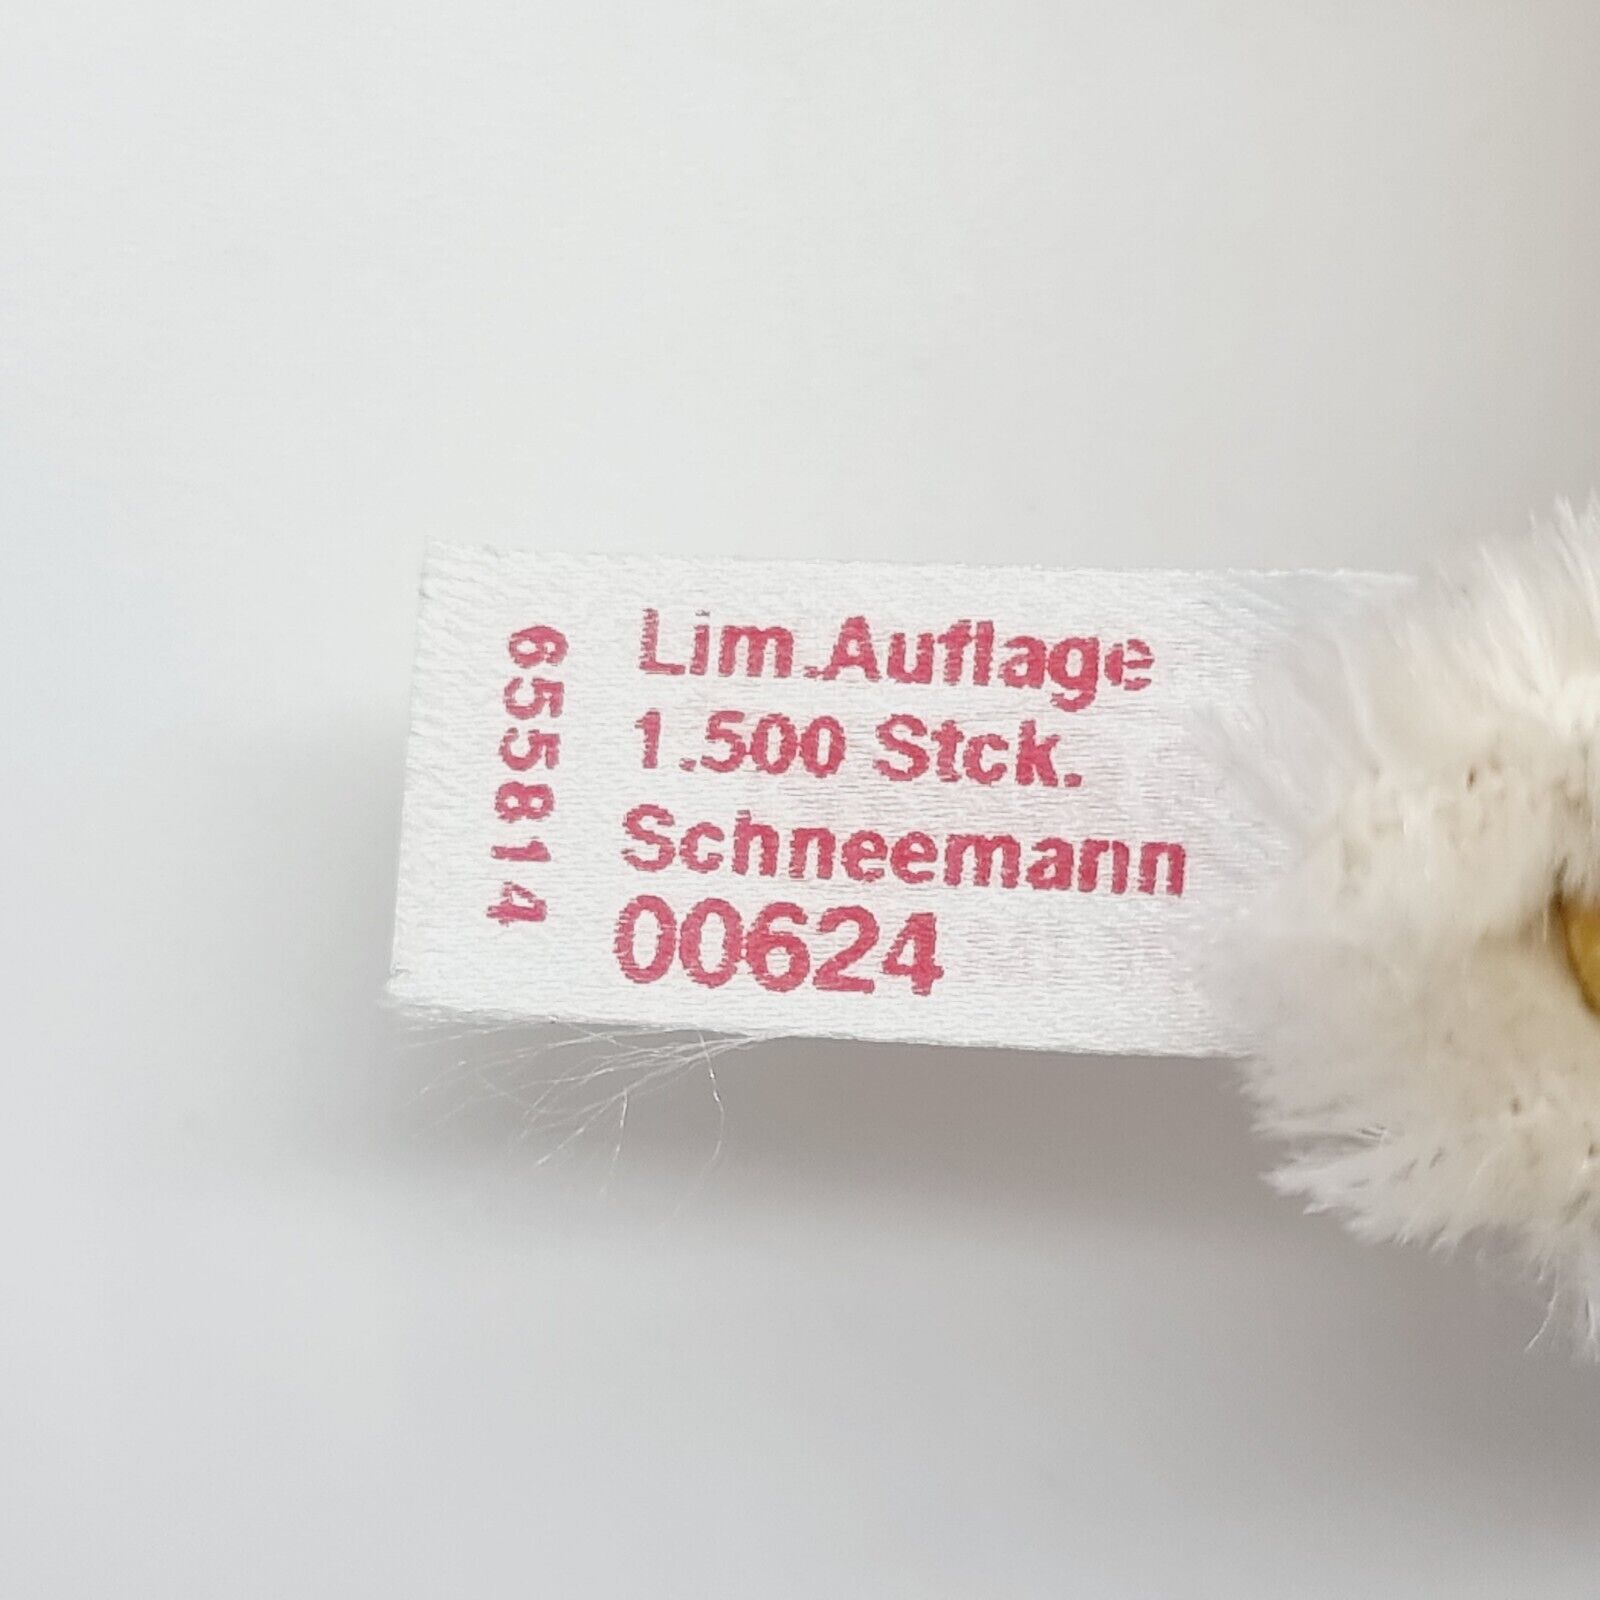 655814
Lim.Auflage
1.500 Stck.
Schneemann
00624